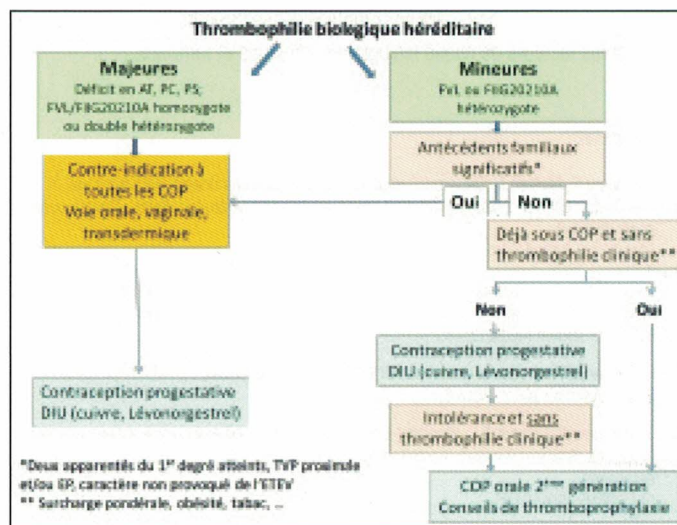 Thrombophilie biologique héréditaire
Majeures
Déficit en AT, PC, PS;
FVL/FIIG20210A homozygote
ou double hétérozygote
Mineures
FVL ou FIIG20210A
hétérozygote
Antécédents familiaux
significatifs*
Contre-indication à
toutes les COP
Voie orale, vaginale,
transdermique
Oui
Non
Déjà sous COP et sans
thrombophilie clinique**
Non
Oui
Contraception progestative
DIU (cuivre, Lévonorgestrel)
Contraception progestative
DIU (cuivre, Lévonorgestrel)
Intolérance et sans
thrombophilie clinique**
COP orale 2ème génération
Conseils de thromboprophylaxie
*Deux apparentés du 1er degré atteints, TVP proximale
et/ou EP, caractère non provoqué de l'ETEV
** Surcharge pondérale, obésité, tabac, ...